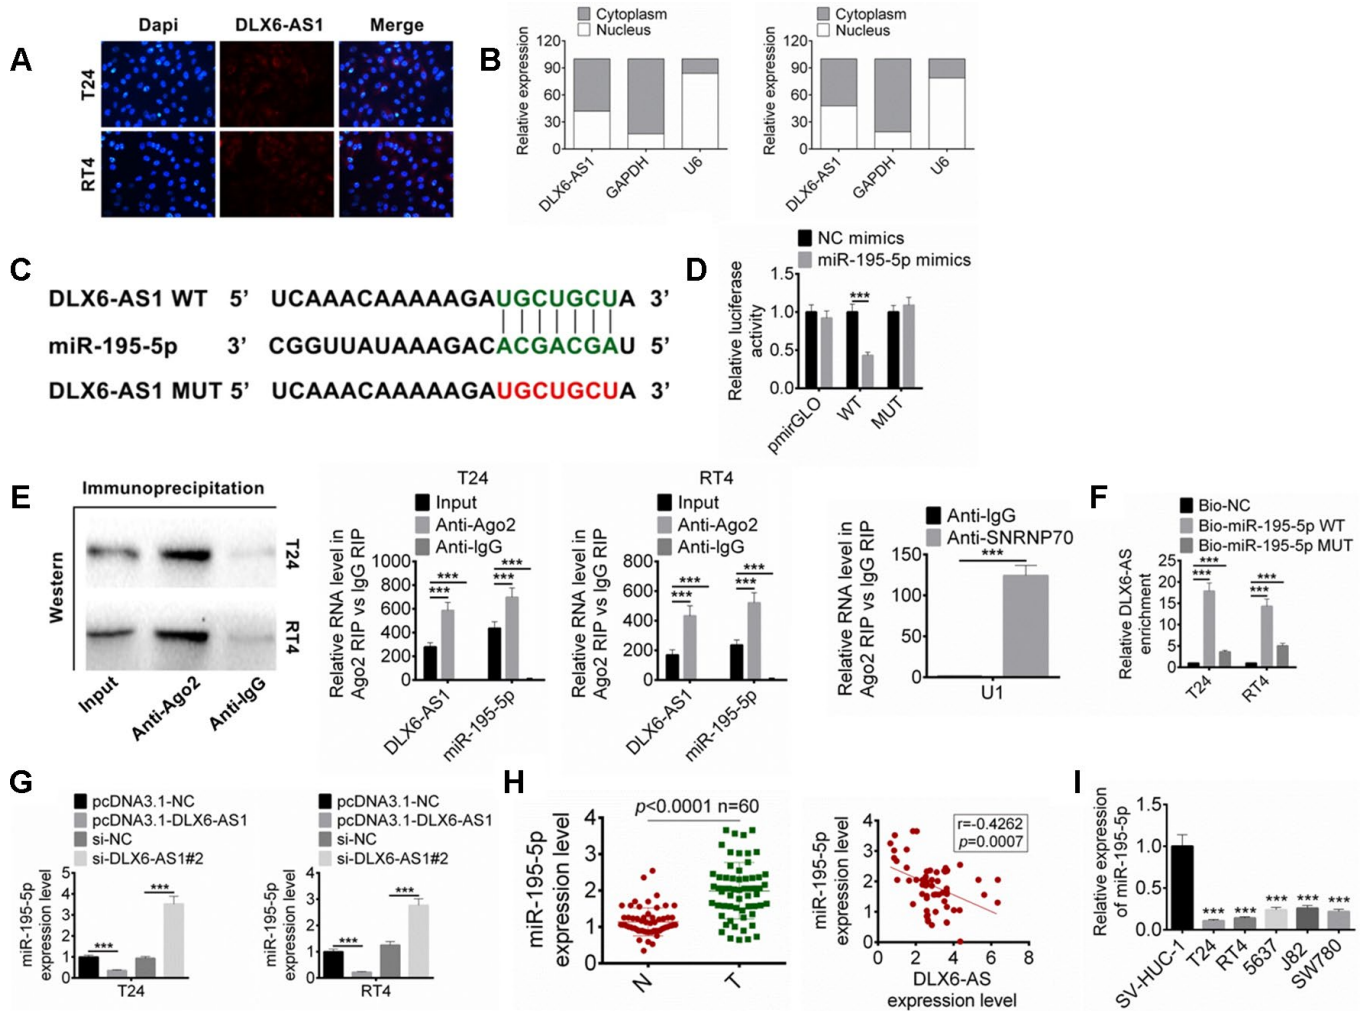 A
Dapi DLX6-AS1 Merge
T24
RT4
B
Cytoplasm
Nucleus
Relative expression
120
90
60
30
0
DLX6-AS1 GAPDH U6
Cytoplasm
Nucleus
Relative expression
120
90
60
30
0
DLX6-AS1 GAPDH U6
C
DLX6-AS1 WT 5’ UCAAACAAAAAGAUGCUGCUA 3’
miR-195-5p 3’ CGGUUAUAAAGACACGACGAU 5’
DLX6-AS1 MUT 5’ UCAAACAAAAAGAUGCUGCUA 3’
D
NC mimics
miR-195-5p mimics
Relative luciferase
activity
1.5
1.0
0.5
0.0
***
pmirGLO WT MUT
E
Immunoprecipitation
Western
T24
RT4
Input Anti-Ago2 Anti-IgG
T24
Input
Anti-Ago2
Anti-IgG
Relative RNA level in
Ago2 RIP vs IgG RIP
1000
800
600
400
200
0
***
***
***
***
DLX6-AS1 miR-195-5p
RT4
Input
Anti-Ago2
Anti-IgG
Relative RNA level in
Ago2 RIP vs IgG RIP
800
600
400
200
0
***
***
***
***
DLX6-AS1 miR-195-5p
Anti-IgG
Anti-SNRNP70
Relative RNA level in
Ago2 RIP vs IgG RIP
150
100
50
0
***
U1
F
Bio-NC
Bio-miR-195-5p WT
Bio-miR-195-5p MUT
Relative DLX6-AS
enrichment
25
20
15
10
5
0
***
***
***
***
T24 RT4
G
pcDNA3.1-NC
pcDNA3.1-DLX6-AS1
si-NC
si-DLX6-AS1#2
miR-195-5p
expression level
5
4
3
2
1
0
***
***
T24
pcDNA3.1-NC
pcDNA3.1-DLX6-AS1
si-NC
si-DLX6-AS1#2
miR-195-5p
expression level
4
3
2
1
0
***
***
RT4
H
p<0.0001 n=60
miR-195-5p
expression level
4
3
2
1
0
N T
r=-0.4262
p=0.0007
miR-195-5p
expression level
4
3
2
1
0
0 2 4 6 8
DLX6-AS
expression level
I
Relative expression
of miR-195-5p
1.5
1.0
0.5
0.0
*** *** *** *** ***
SV-HUC-1 T24 RT4 5637 J82 SW780